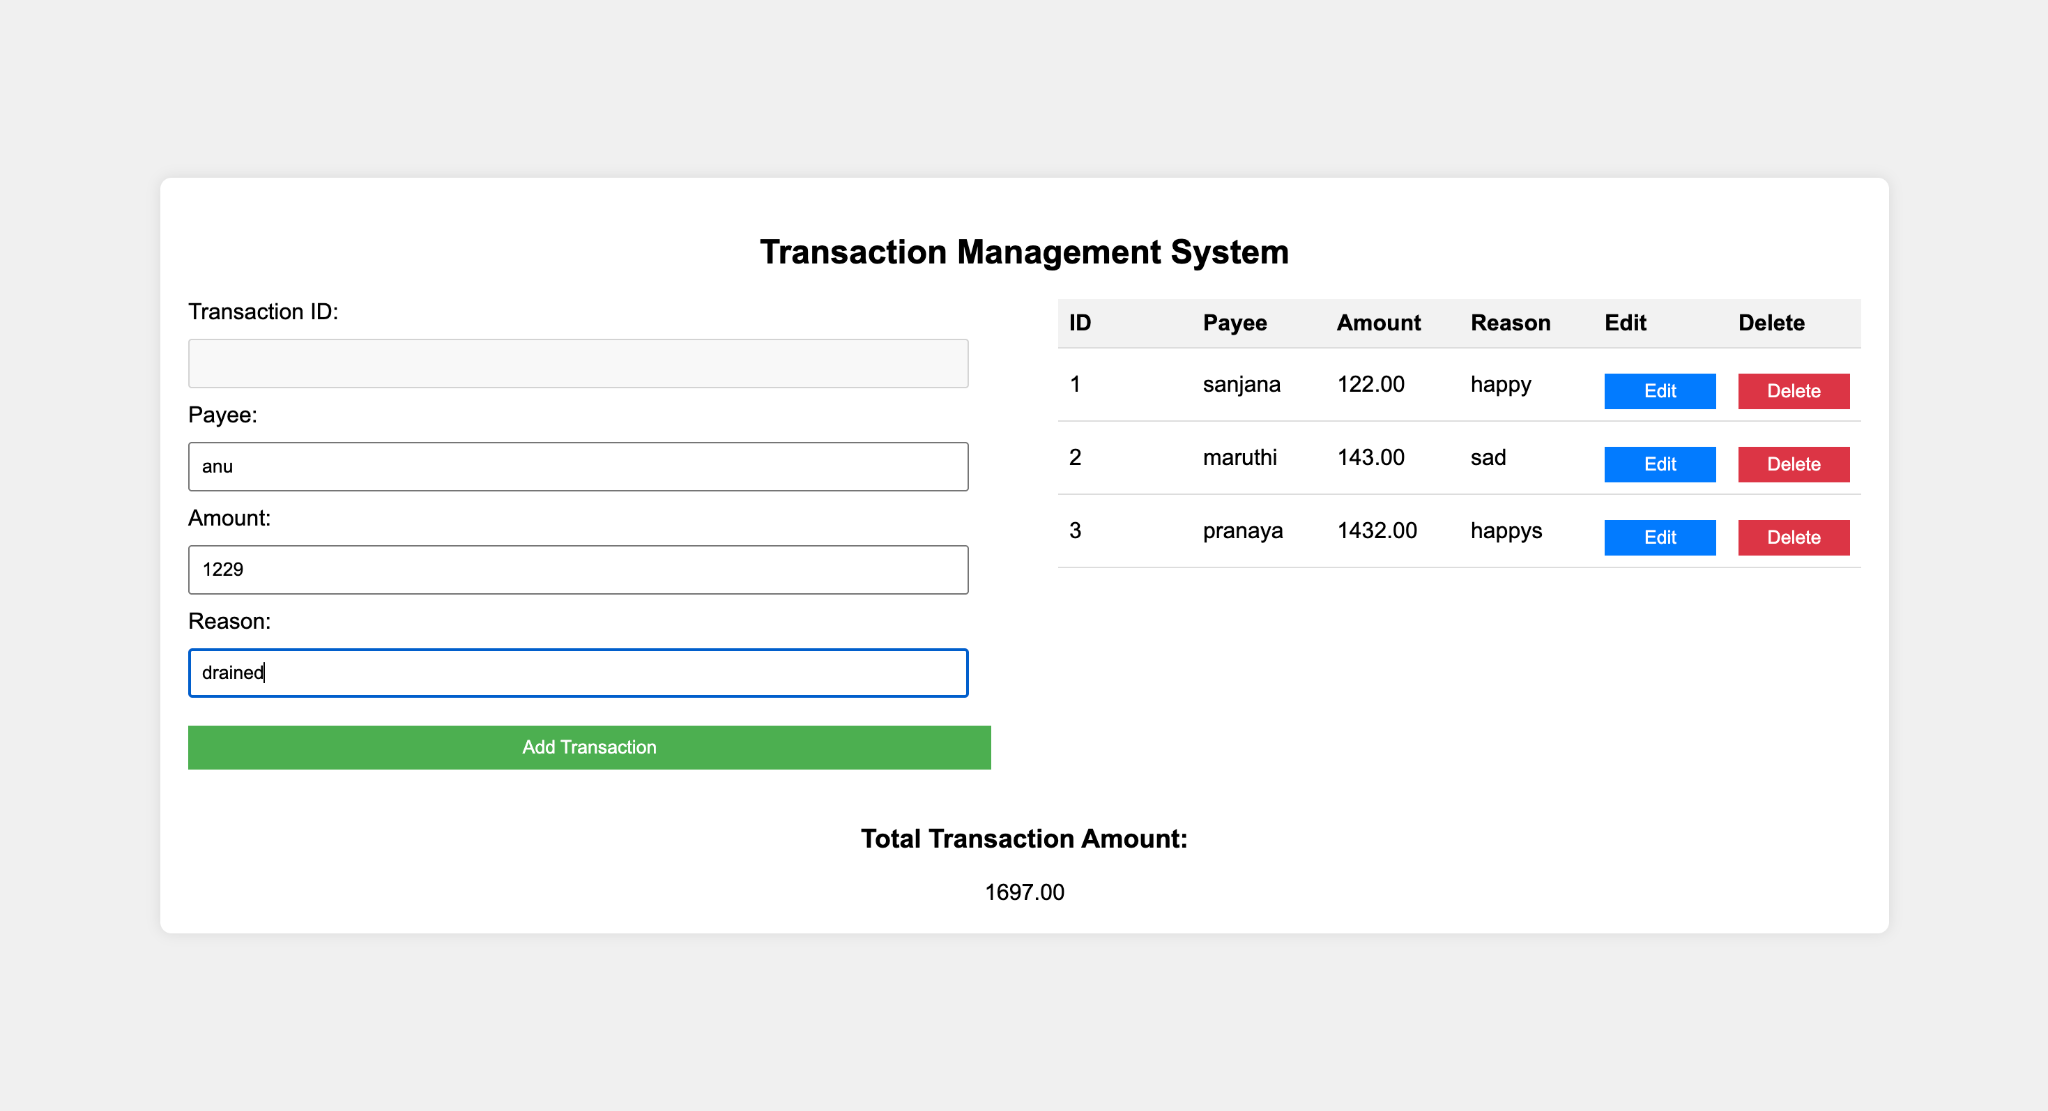 Transaction Management System
Transaction ID:
Payee:
anu
Amount:
1229
Reason:
drained
Add Transaction
ID Payee Amount Reason Edit Delete
1 sanjana 122.00 happy Edit Delete
2 maruthi 143.00 sad Edit Delete
3 pranaya 1432.00 happys Edit Delete
Total Transaction Amount:
1697.00